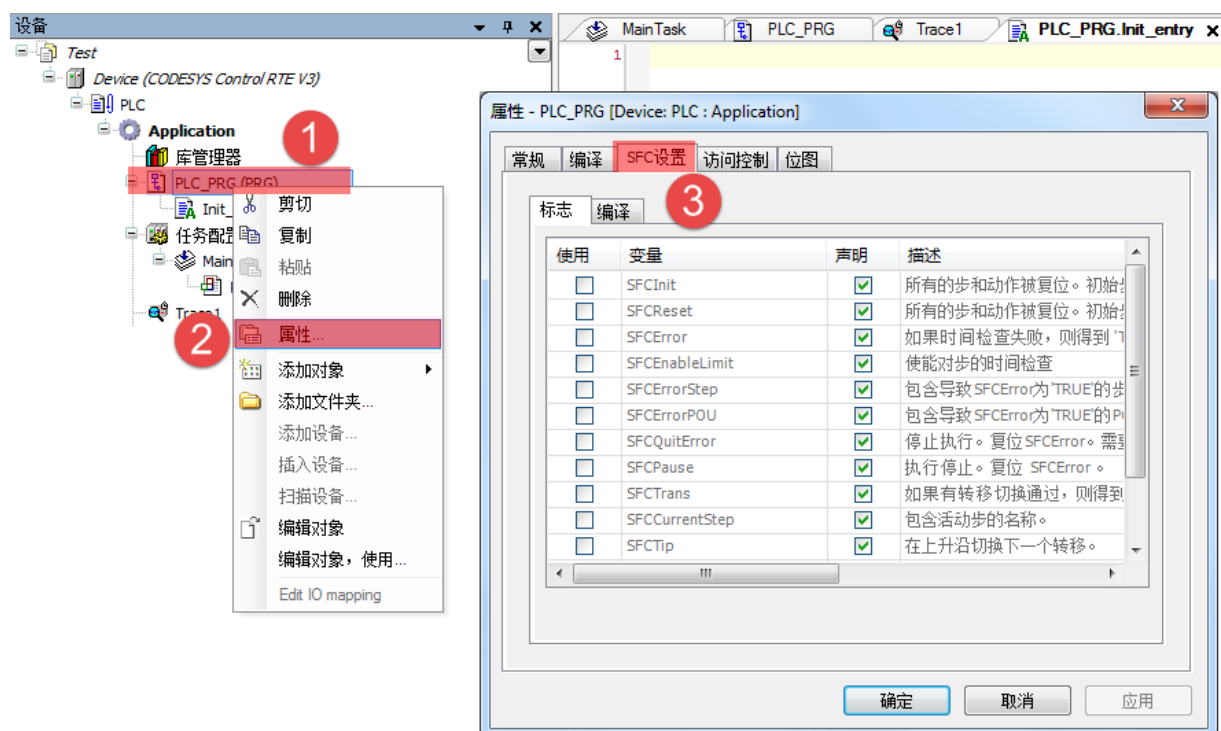 设备
Test
Device (CODESYS Control RTE V3)
PLC
Application
库管理器
PLC_PRG (PRG)
Init_
任务配置
Main
Trace1
1
2
剪切
复制
粘贴
删除
属性...
添加对象
添加文件夹...
添加设备...
插入设备...
扫描设备...
编辑对象
编辑对象，使用...
Edit IO mapping
MainTask PLC_PRG Trace1 PLC_PRG.Init_entry
1
属性 - PLC_PRG [Device: PLC : Application]
常规 编译 SFC设置 访问控制 位图
3
标志 编译
使用 变量 声明 描述
SFCInit 所有的步和动作被复位。初始
SFCReset 所有的步和动作被复位。初始
SFCError 如果时间检查失败，则得到 '
SFCEnableLimit 使能对步的时间检查
SFCErrorStep 包含导致 SFCError为'TRUE'的步
SFCErrorPOU 包含导致 SFCError为'TRUE'的
SFCQuitError 停止执行。复位 SFCError。需要
SFCPause 执行停止。复位 SFCError 。
SFCTrans 如果有转移切换通过，则得到
SFCCurrentStep 包含活动步的名称。
SFCTip 在上升沿切换下一个转移。
确定 取消 应用